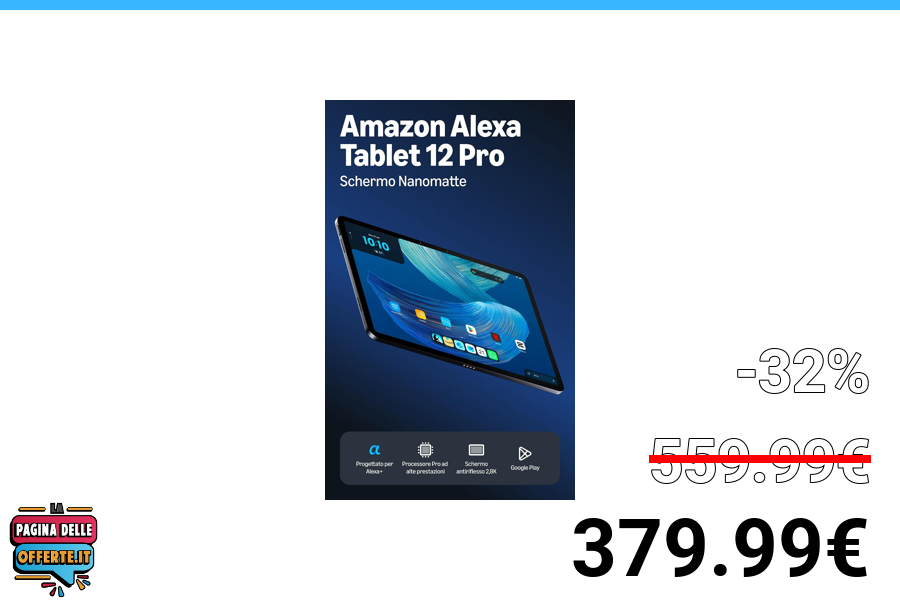 Amazon Alexa
Tablet 12 Pro
Schermo Nanomatte
10:10
Progettato per
Alexa+
Processore Pro ad
alte prestazioni
Schermo
antiriflesso 2,8K
Google Play
-32%
559.99€
379.99€
LA
PAGINA DELLE
OFFERTE.IT